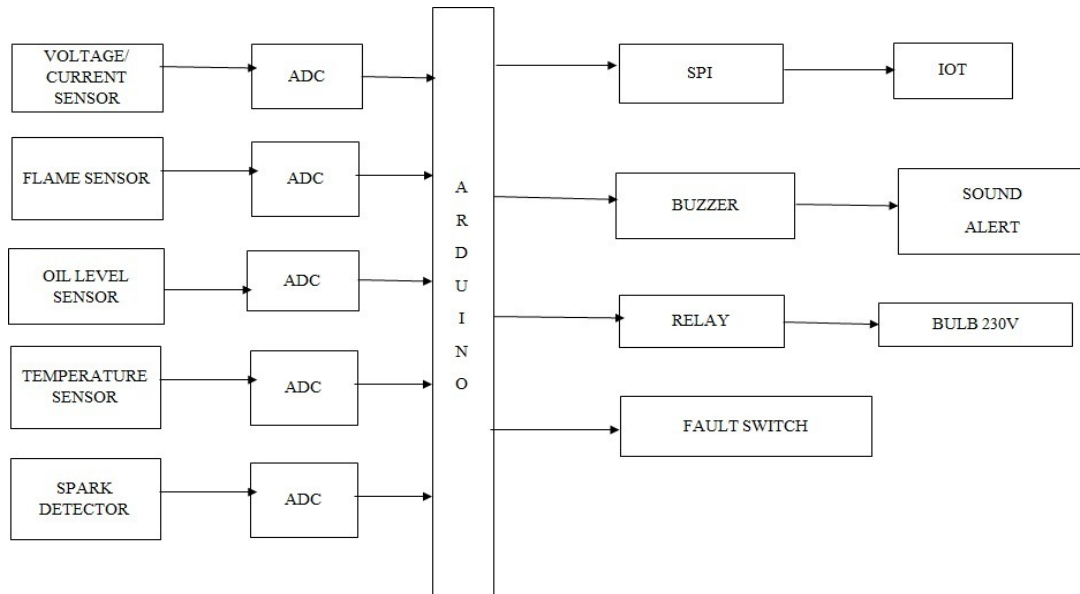 VOLTAGE/
CURRENT
SENSOR
ADC
FLAME SENSOR
ADC
OIL LEVEL
SENSOR
ADC
TEMPERATURE
SENSOR
ADC
SPARK
DETECTOR
ADC
A
R
D
U
I
N
O
SPI
IOT
BUZZER
SOUND
ALERT
RELAY
BULB 230V
FAULT SWITCH